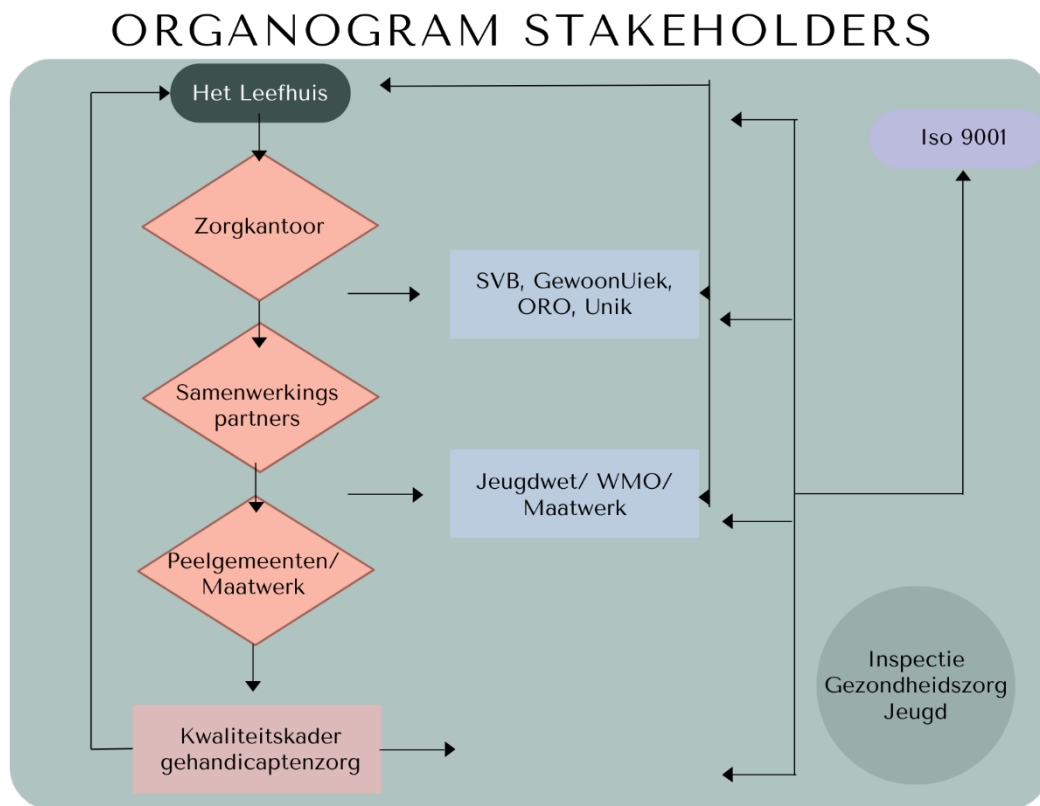 ORGANOGRAM STAKEHOLDERS
Het Leefhuis
Iso 9001
Zorgkantoor
SVB, GewoonUiek,
ORO, Unik
Samenwerkings
partners
Jeugdwet/ WMO/
Maatwerk
Peelgemeenten/
Maatwerk
Inspectie
Gezondheidszorg
Jeugd
Kwaliteitskader
gehandicaptenzorg